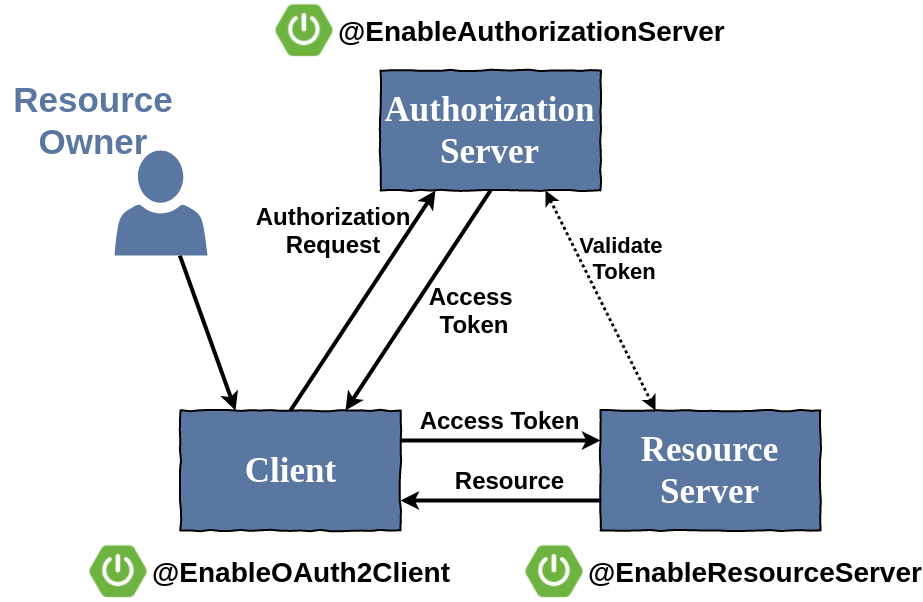 @EnableAuthorizationServer
Authorization
Server
Resource
Owner
Authorization
Request
Validate
Token
Access
Token
Access Token
Client
Resource
Resource
Server
@EnableOAuth2Client
@EnableResourceServer